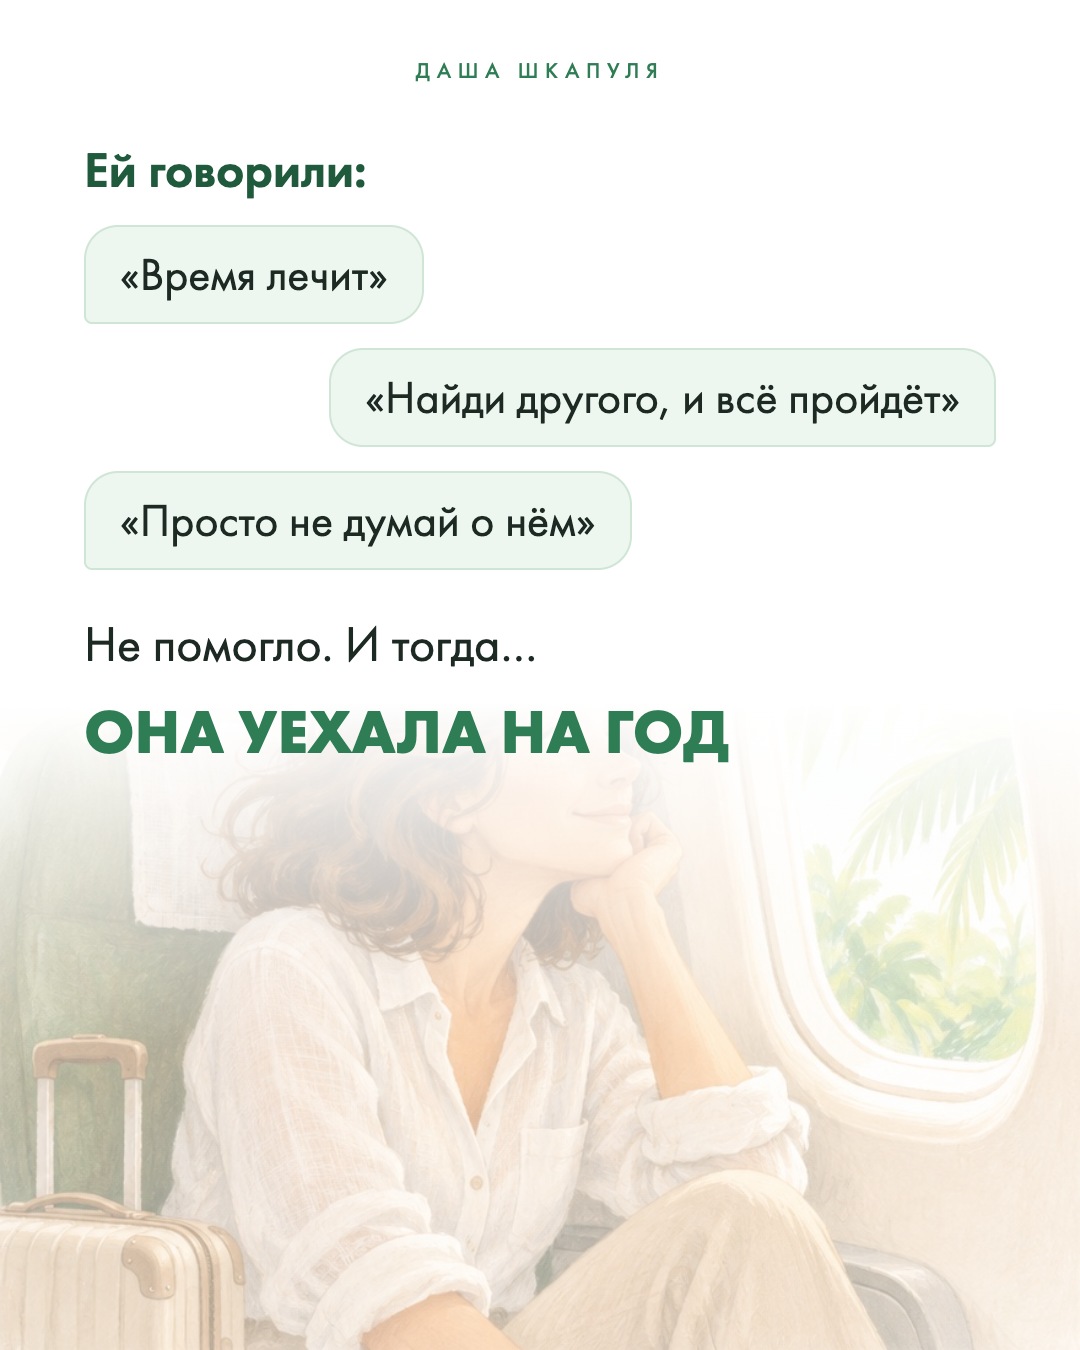 ДАША ШКАПУЛЯ
Ей говорили:
«Время лечит»
«Найди другого, и всё пройдёт»
«Просто не думай о нём»
Не помогло. И тогда...
ОНА УЕХАЛА НА ГОД